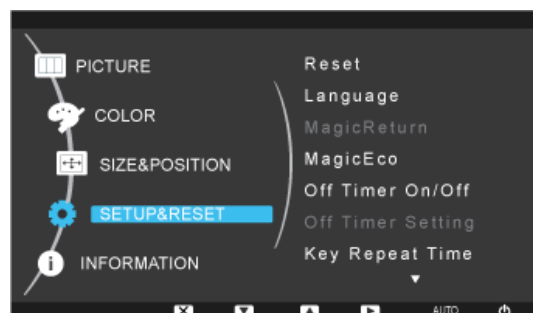 PICTURE
COLOR
SIZE&POSITION
SETUP&RESET
INFORMATION
Reset
Language
MagicReturn
MagicEco
Off Timer On/Off
Off Timer Setting
Key Repeat Time
AUTO